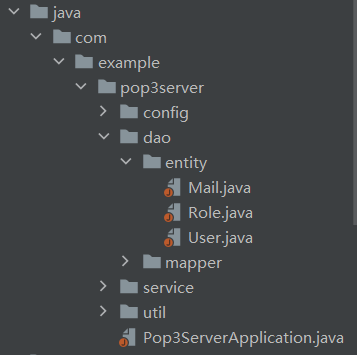 java
com
example
pop3server
config
dao
entity
Mail.java
Role.java
User.java
mapper
service
util
Pop3ServerApplication.java